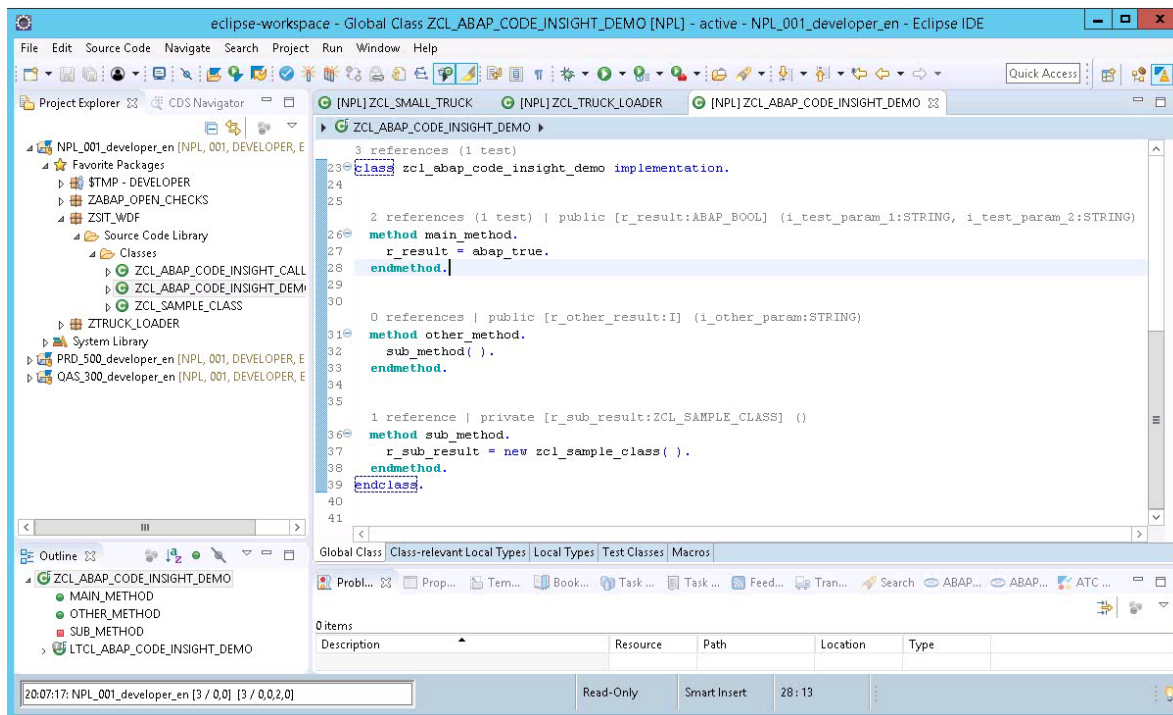 eclipse-workspace - Global Class ZCL_ABAP_CODE_INSIGHT_DEMO [NPL] - active - NPL_001_developer_en - Eclipse IDE
File Edit Source Code Navigate Search Project Run Window Help
Quick Access
Project Explorer CDS Navigator
[NPL] ZCL_SMALL_TRUCK [NPL] ZCL_TRUCK_LOADER [NPL] ZCL_ABAP_CODE_INSIGHT_DEMO
ZCL_ABAP_CODE_INSIGHT_DEMO
NPL_001_developer_en [NPL, 001, DEVELOPER, E
Favorite Packages
$TMP - DEVELOPER
ZABAP_OPEN_CHECKS
ZSIT_WDF
Source Code Library
Classes
ZCL_ABAP_CODE_INSIGHT_CALL
ZCL_ABAP_CODE_INSIGHT_DEM
ZCL_SAMPLE_CLASS
ZTRUCK_LOADER
System Library
PRD_500_developer_en [NPL, 001, DEVELOPER, E
QAS_300_developer_en [NPL, 001, DEVELOPER, E
3 references (1 test)
23 class zcl_abap_code_insight_demo implementation.
24
25
2 references (1 test) | public [r_result:ABAP_BOOL] (i_test_param_1:STRING, i_test_param_2:STRING)
26 method main_method.
27 r_result = abap_true.
28 endmethod.
29
30
0 references | public [r_other_result:I] (i_other_param:STRING)
31 method other_method.
32 sub_method( ).
33 endmethod.
34
35
1 reference | private [r_sub_result:ZCL_SAMPLE_CLASS] ()
36 method sub_method.
37 r_sub_result = new zcl_sample_class( ).
38 endmethod.
39 endclass.
40
41
Global Class Class-relevant Local Types Local Types Test Classes Macros
Outline
ZCL_ABAP_CODE_INSIGHT_DEMO
MAIN_METHOD
OTHER_METHOD
SUB_METHOD
LTCL_ABAP_CODE_INSIGHT_DEMO
Probl... Prop... Tem... Book... Task ... Task ... Feed... Tran... Search ABAP... ABAP... ATC ...
0 items
Description Resource Path Location Type
20:07:17: NPL_001_developer_en [3 / 0,0] [3 / 0,0,2,0]
Read-Only Smart Insert 28 : 13